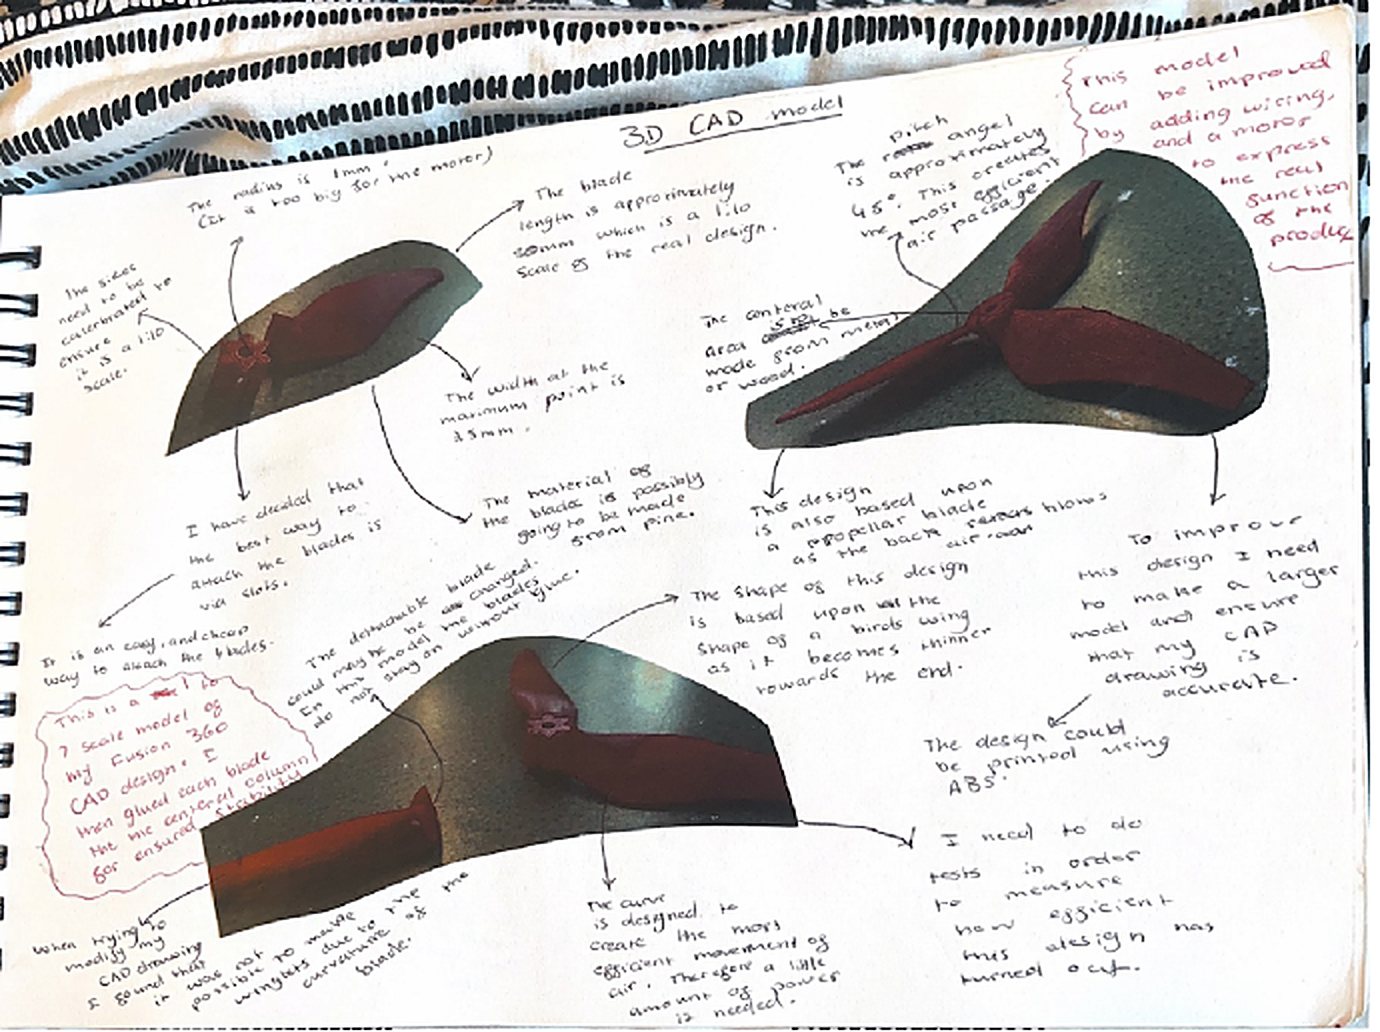 3D CAD model
The radius is 1mm
(It is too big for the motor)
The blade
length is approximately
which is a 1:10
scale of the real design.
The sizes
need to be
calerbrated to
ensure
it is a 1:10
scale.
The width at the
maximum point is
mm.
I have decided that
the best way to
attach the blades is
via slots.
It is an easy, and cheap
way to attach the blades.
The material of
the blades is possibly
going to be made
from pine.
The pitch angel
is approximately
45°. This creates
the most efficient
air passage.
This model
can be improved
by adding wiring,
and a motor
to express
the real
function
of the
product
The centeral
area be
made from metal
or wood.
This design
is also based upon
a propellar blade
as the back blows
air out
To improve
this design I need
to make a larger
model and ensure
that my CAD
drawing is
accurate.
The design could
be printed using
ABS.
The detachable blade
could maybe be changed.
In this model the blades
do not stay on without glue.
The shape of this design
is based upon the
shape of a birds wing
as it becomes thinner
towards the end.
This is a 1 to
7 scale model of
my Fusion 360
CAD design. I
then glued each blade
to the centeral column
for ensured stability
When trying to
modify my
CAD drawing
I found that
it was not
possible to make
winglets due to the
curvature of the
blade.
The curve
is designed to
create the most
efficient movement of
air. Therefore a little
amount of power
is needed.
I need to do
tests in order
to measure
how efficient
this design has
turned out.